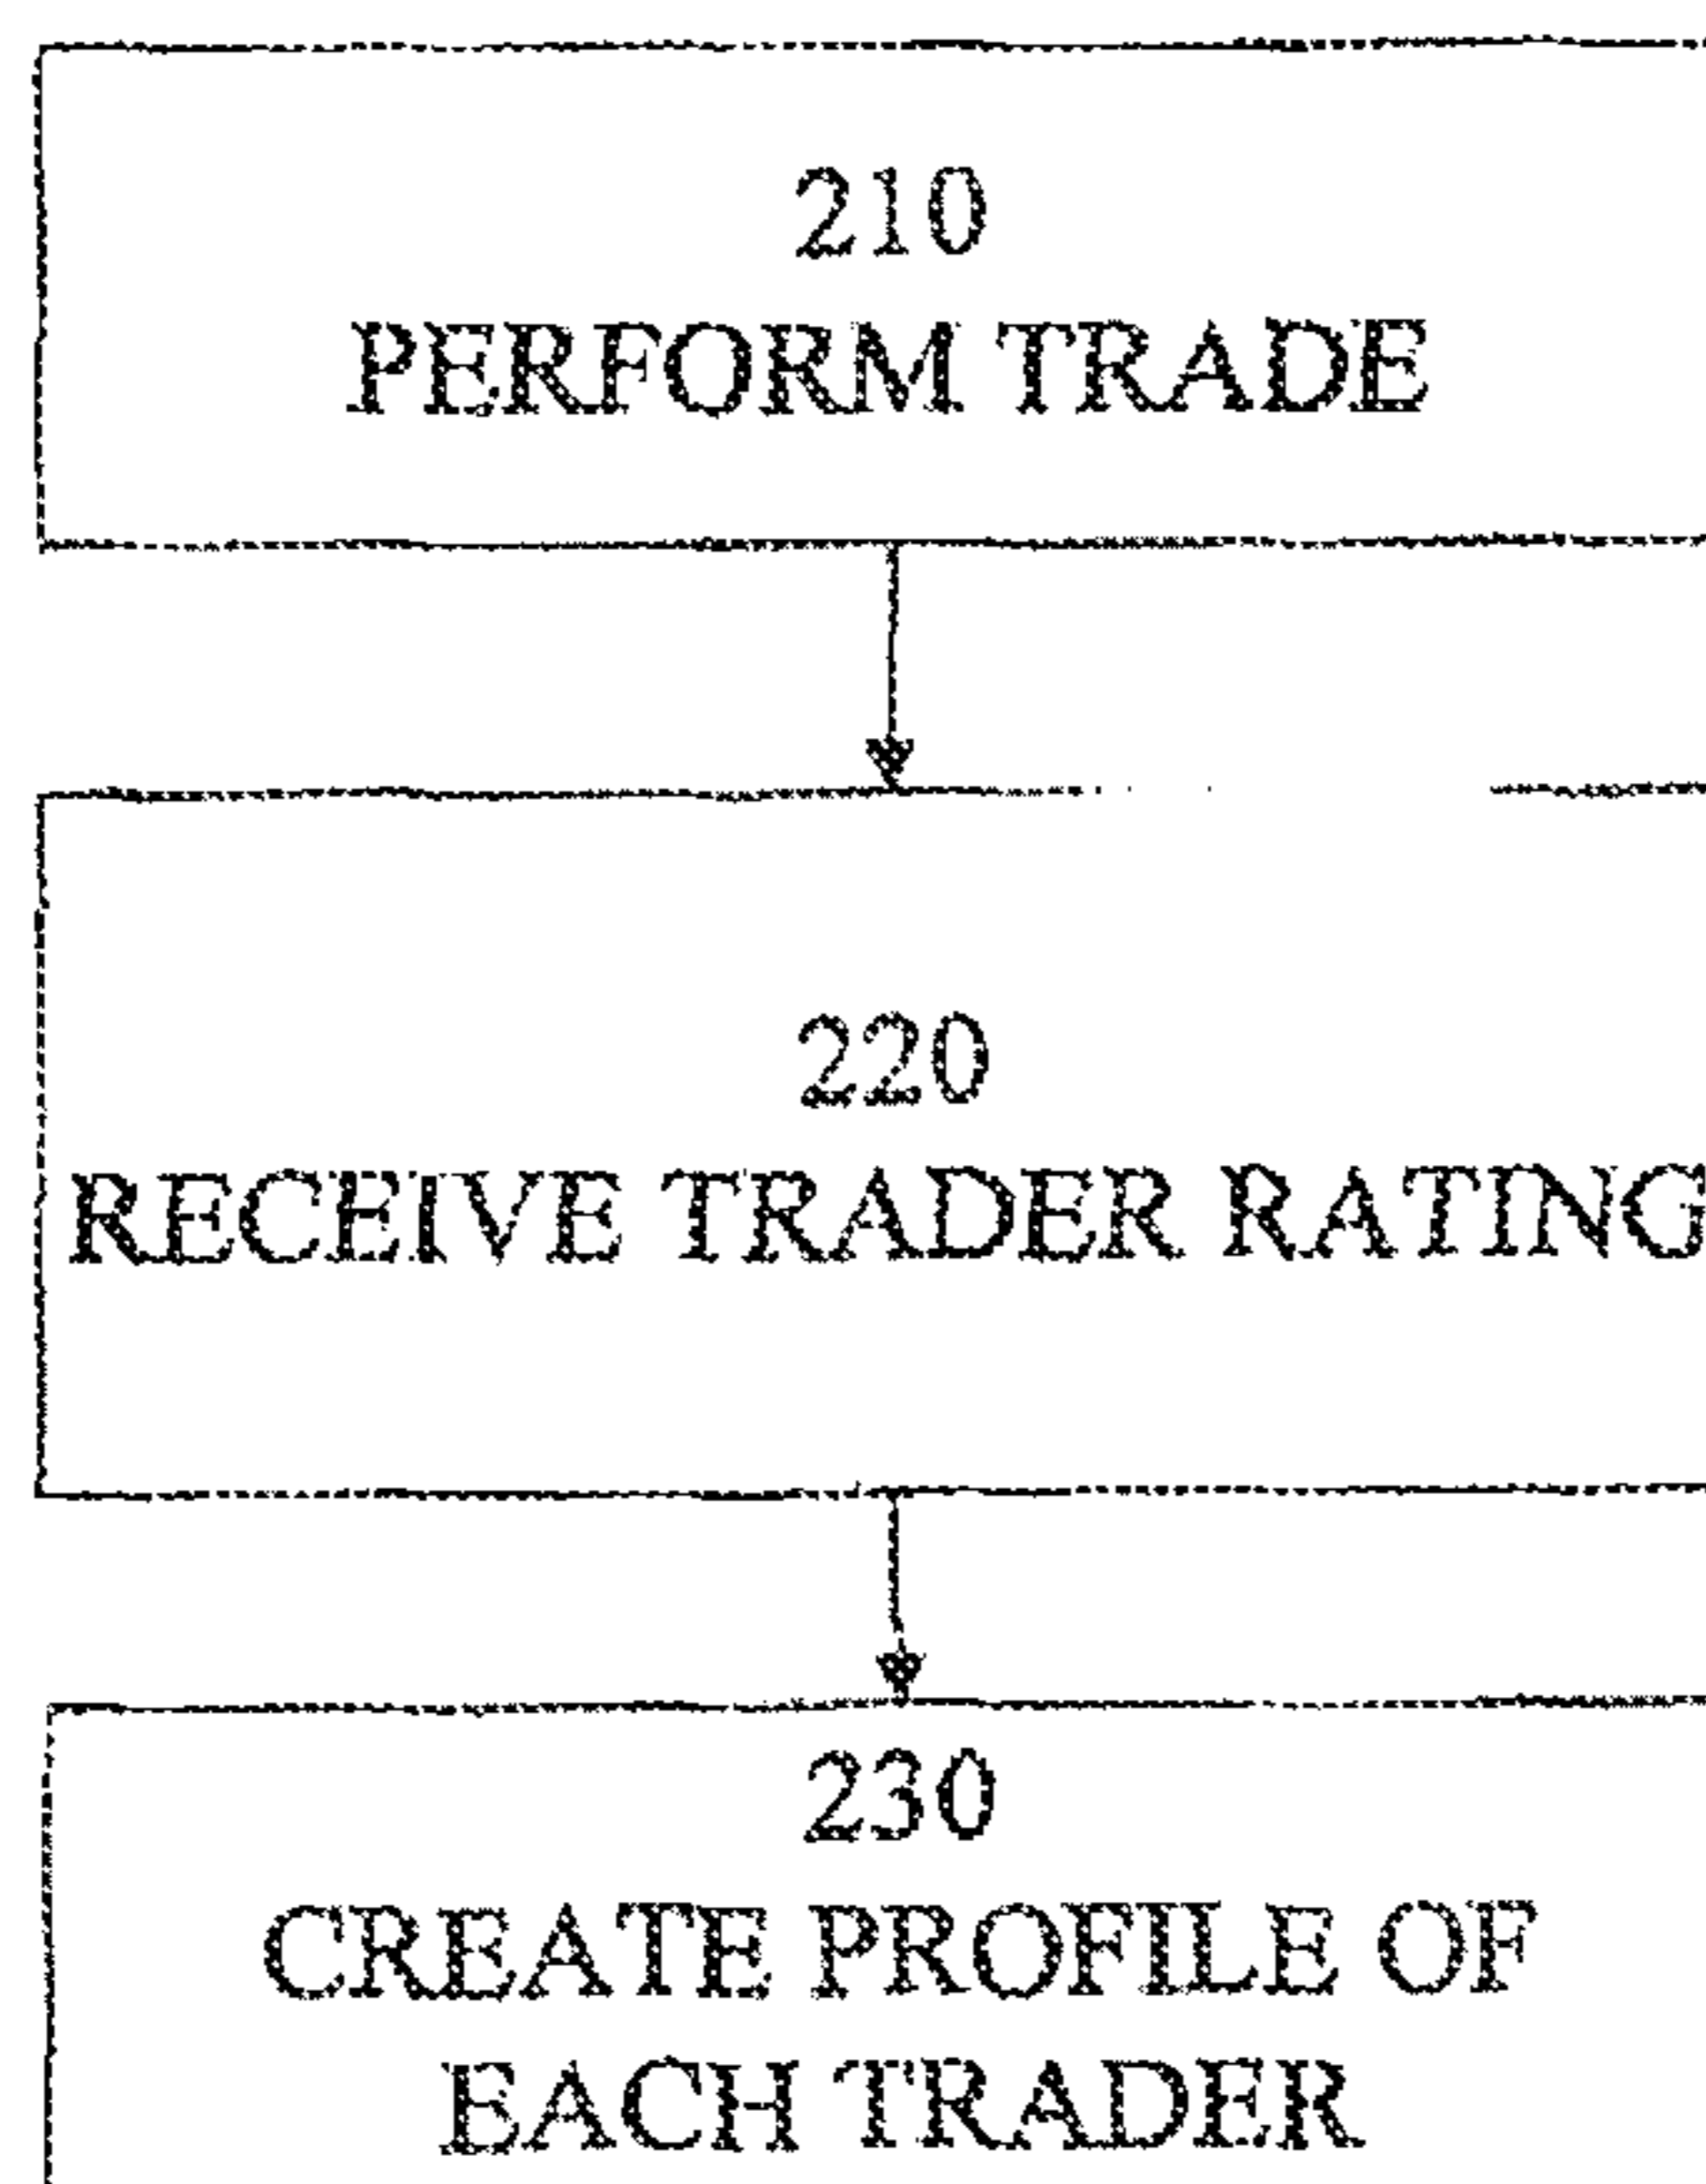 210
PERFORM TRADE
220
RECEIVE TRADER RATING
230
CREATE PROFILE OF
EACH TRADER